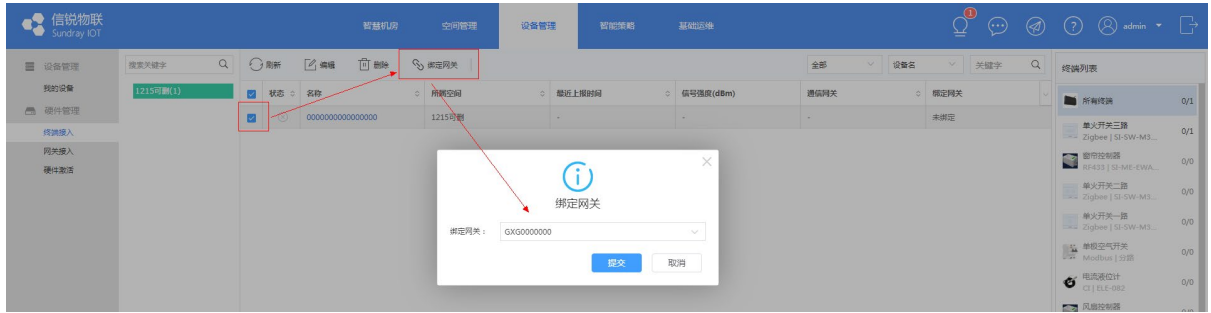 信锐物联
Sundray IOT
智慧机房
空间管理
设备管理
智能策略
基础运维
1
admin
设备管理
我的设备
硬件管理
终端接入
网关接入
硬件激活
搜索关键字
1215可删(1)
刷新
编辑
删除
绑定网关
全部
设备名
关键字
状态
名称
所属空间
最近上报时间
信号强度(dBm)
通信网关
绑定网关
0000000000000000
1215可删
-
-
-
未绑定
绑定网关
绑定网关：
GXG0000000
提交
取消
终端列表
所有终端
0/1
单火开关三路
0/1
Zigbee | SI-SW-M3...
窗帘控制器
0/0
RF433 | SI-ME-EWA...
单火开关二路
0/0
Zigbee | SI-SW-M3...
单火开关一路
0/0
Zigbee | SI-SW-M3...
单极空气开关
0/0
Modbus | 分路
电流液位计
0/0
CI | ELE-082
风扇控制器
0/0